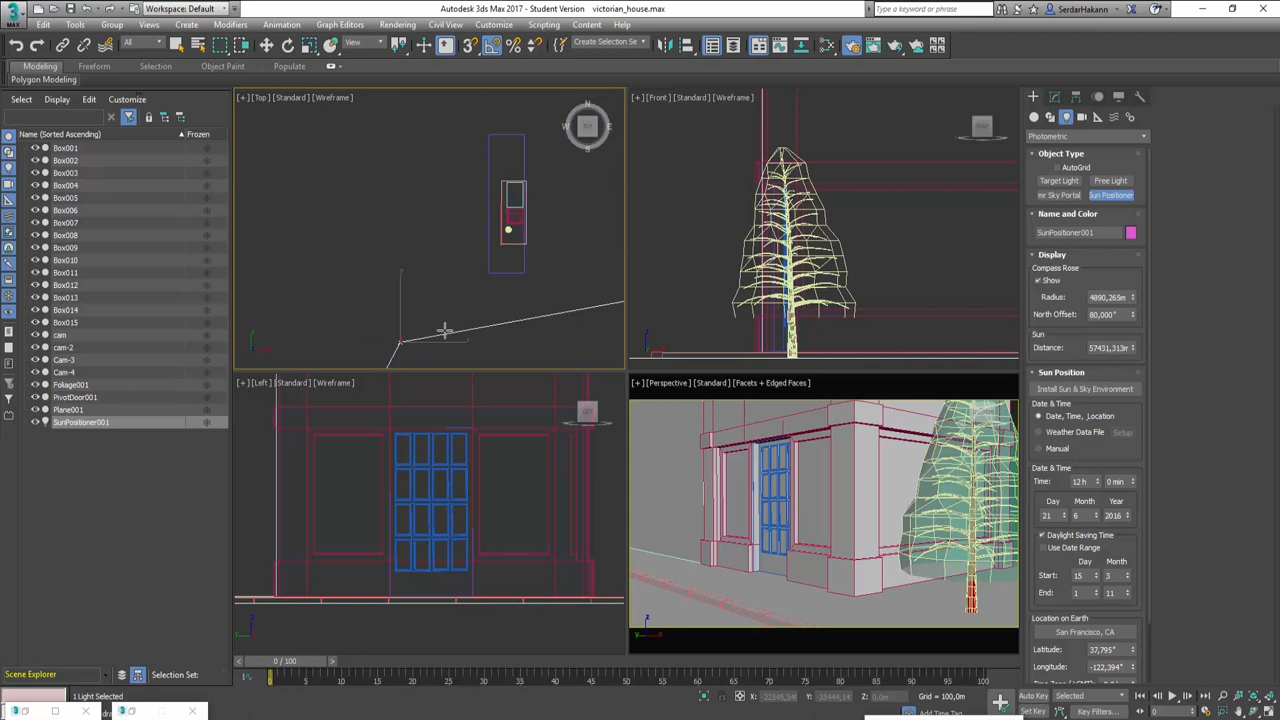 Workspace: Default
Autodesk 3ds Max 2017 - Student Version    victorian_house.max
Type a keyword or phrase
SerdarHakann
Edit Tools Group Views Create Modifiers Animation Graph Editors Rendering Civil View Customize Scripting Content Help
All
View
Create Selection Se
Modeling Freeform Selection Object Paint Populate
Polygon Modeling
Select Display Edit Customize
Name (Sorted Ascending) Frozen
Box001
Box002
Box003
Box004
Box005
Box006
Box007
Box008
Box009
Box010
Box011
Box012
Box013
Box014
Box015
cam
cam-2
Cam-3
Cam-4
Foliage001
PivotDoor001
Plane001
SunPositioner001
[+] [Top] [Standard] [Wireframe]
[+] [Front] [Standard] [Wireframe]
[+] [Left] [Standard] [Wireframe]
[+] [Perspective] [Standard] [Facets + Edged Faces]
Photometric
Object Type
AutoGrid
Target Light Free Light
mr Sky Portal Sun Positioner
Name and Color
SunPositioner001
Display
Compass Rose
Show
Radius: 4890,265m
North Offset: 80,000°
Sun
Distance: 57431,313m
Sun Position
Install Sun & Sky Environment
Date & Time
Date, Time, Location
Weather Data File Setup
Manual
Date & Time
Time: 12 h 0 min
Day Month Year
21 6 2016
Daylight Saving Time
Use Date Range
Day Month
Start: 15 3
End: 1 11
Location on Earth
San Francisco, CA
Latitude: 37,795°
Longitude: -122,394°
0 / 100
0 5 10 15 20 25 30 35 40 45 50 55 60 65 70 75 80 85 90 95 100
Scene Explorer
Selection Set:
1 Light Selected
X: Y: Z: 0,0m Grid = 100,0m
Add Time Tag
Auto Key Selected
Set Key Key Filters...
0